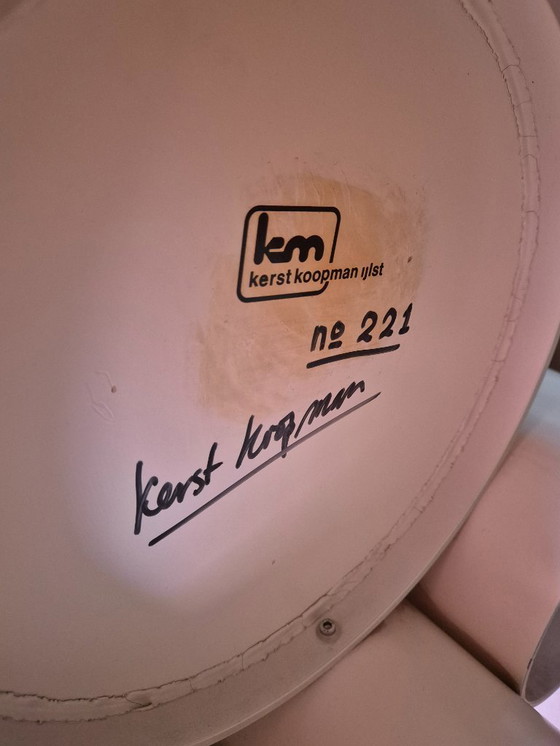 km
kerst koopman ijlst
no 221
kerst koopman